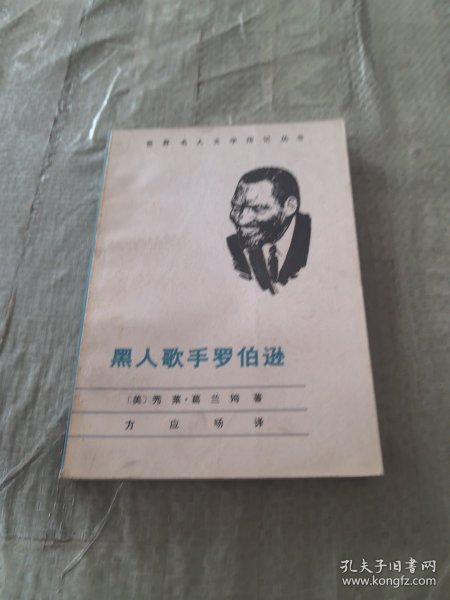 世界名人文学传记丛书
黑人歌手罗伯逊
〔美〕秀莱·葛兰姆著
方应旸译
孔夫子旧书网
www.kongfz.com